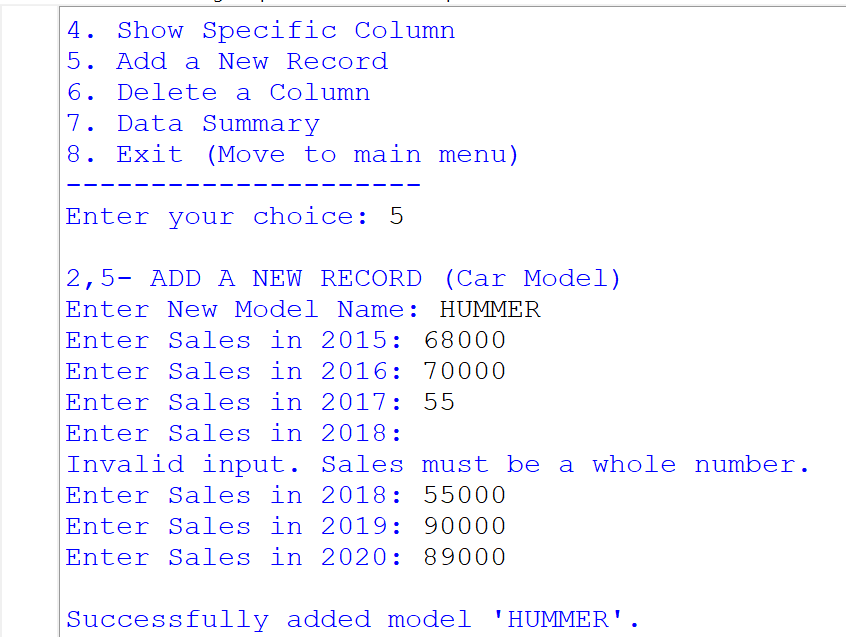 4. Show Specific Column
5. Add a New Record
6. Delete a Column
7. Data Summary
8. Exit (Move to main menu)
---------------------
Enter your choice: 5
2,5- ADD A NEW RECORD (Car Model)
Enter New Model Name: HUMMER
Enter Sales in 2015: 68000
Enter Sales in 2016: 70000
Enter Sales in 2017: 55
Enter Sales in 2018:
Invalid input. Sales must be a whole number.
Enter Sales in 2018: 55000
Enter Sales in 2019: 90000
Enter Sales in 2020: 89000
Successfully added model 'HUMMER'.